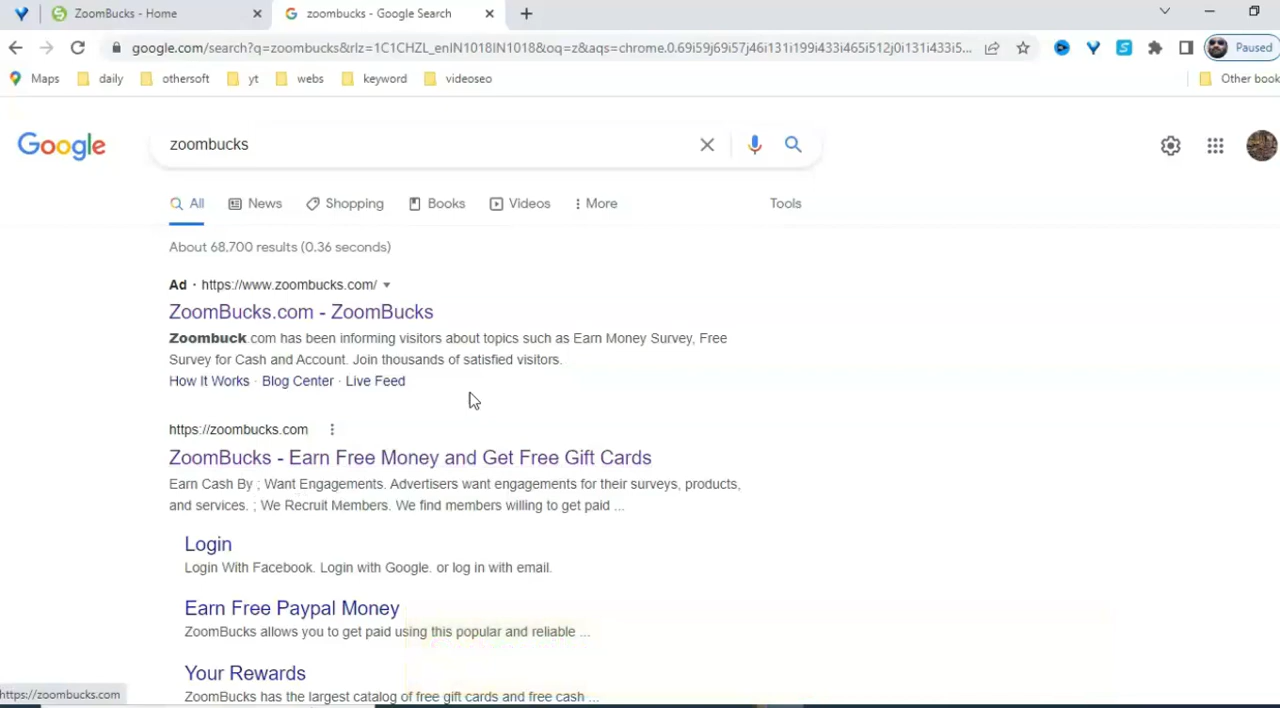 ZoomBucks - Home
zoombucks - Google Search
google.com/search?q=zoombucks&rlz=1C1CHZL_enIN1018IN1018&oq=z&aqs=chrome.0.69i59j69i57j46i131i199i433i465i512j0i131i433i5...
Paused
Maps daily othersoft yt webs keyword videoseo Other book
Google
zoombucks
All News Shopping Books Videos More Tools
About 68,700 results (0.36 seconds)
Ad · https://www.zoombucks.com/
ZoomBucks.com - ZoomBucks
Zoombuck.com has been informing visitors about topics such as Earn Money Survey, Free
Survey for Cash and Account. Join thousands of satisfied visitors.
How It Works · Blog Center · Live Feed
https://zoombucks.com
ZoomBucks - Earn Free Money and Get Free Gift Cards
Earn Cash By ; Want Engagements. Advertisers want engagements for their surveys, products,
and services. ; We Recruit Members. We find members willing to get paid ...
Login
Login With Facebook. Login with Google. or log in with email.
Earn Free Paypal Money
ZoomBucks allows you to get paid using this popular and reliable ...
Your Rewards
ZoomBucks has the largest catalog of free gift cards and free cash ...
https://zoombucks.com